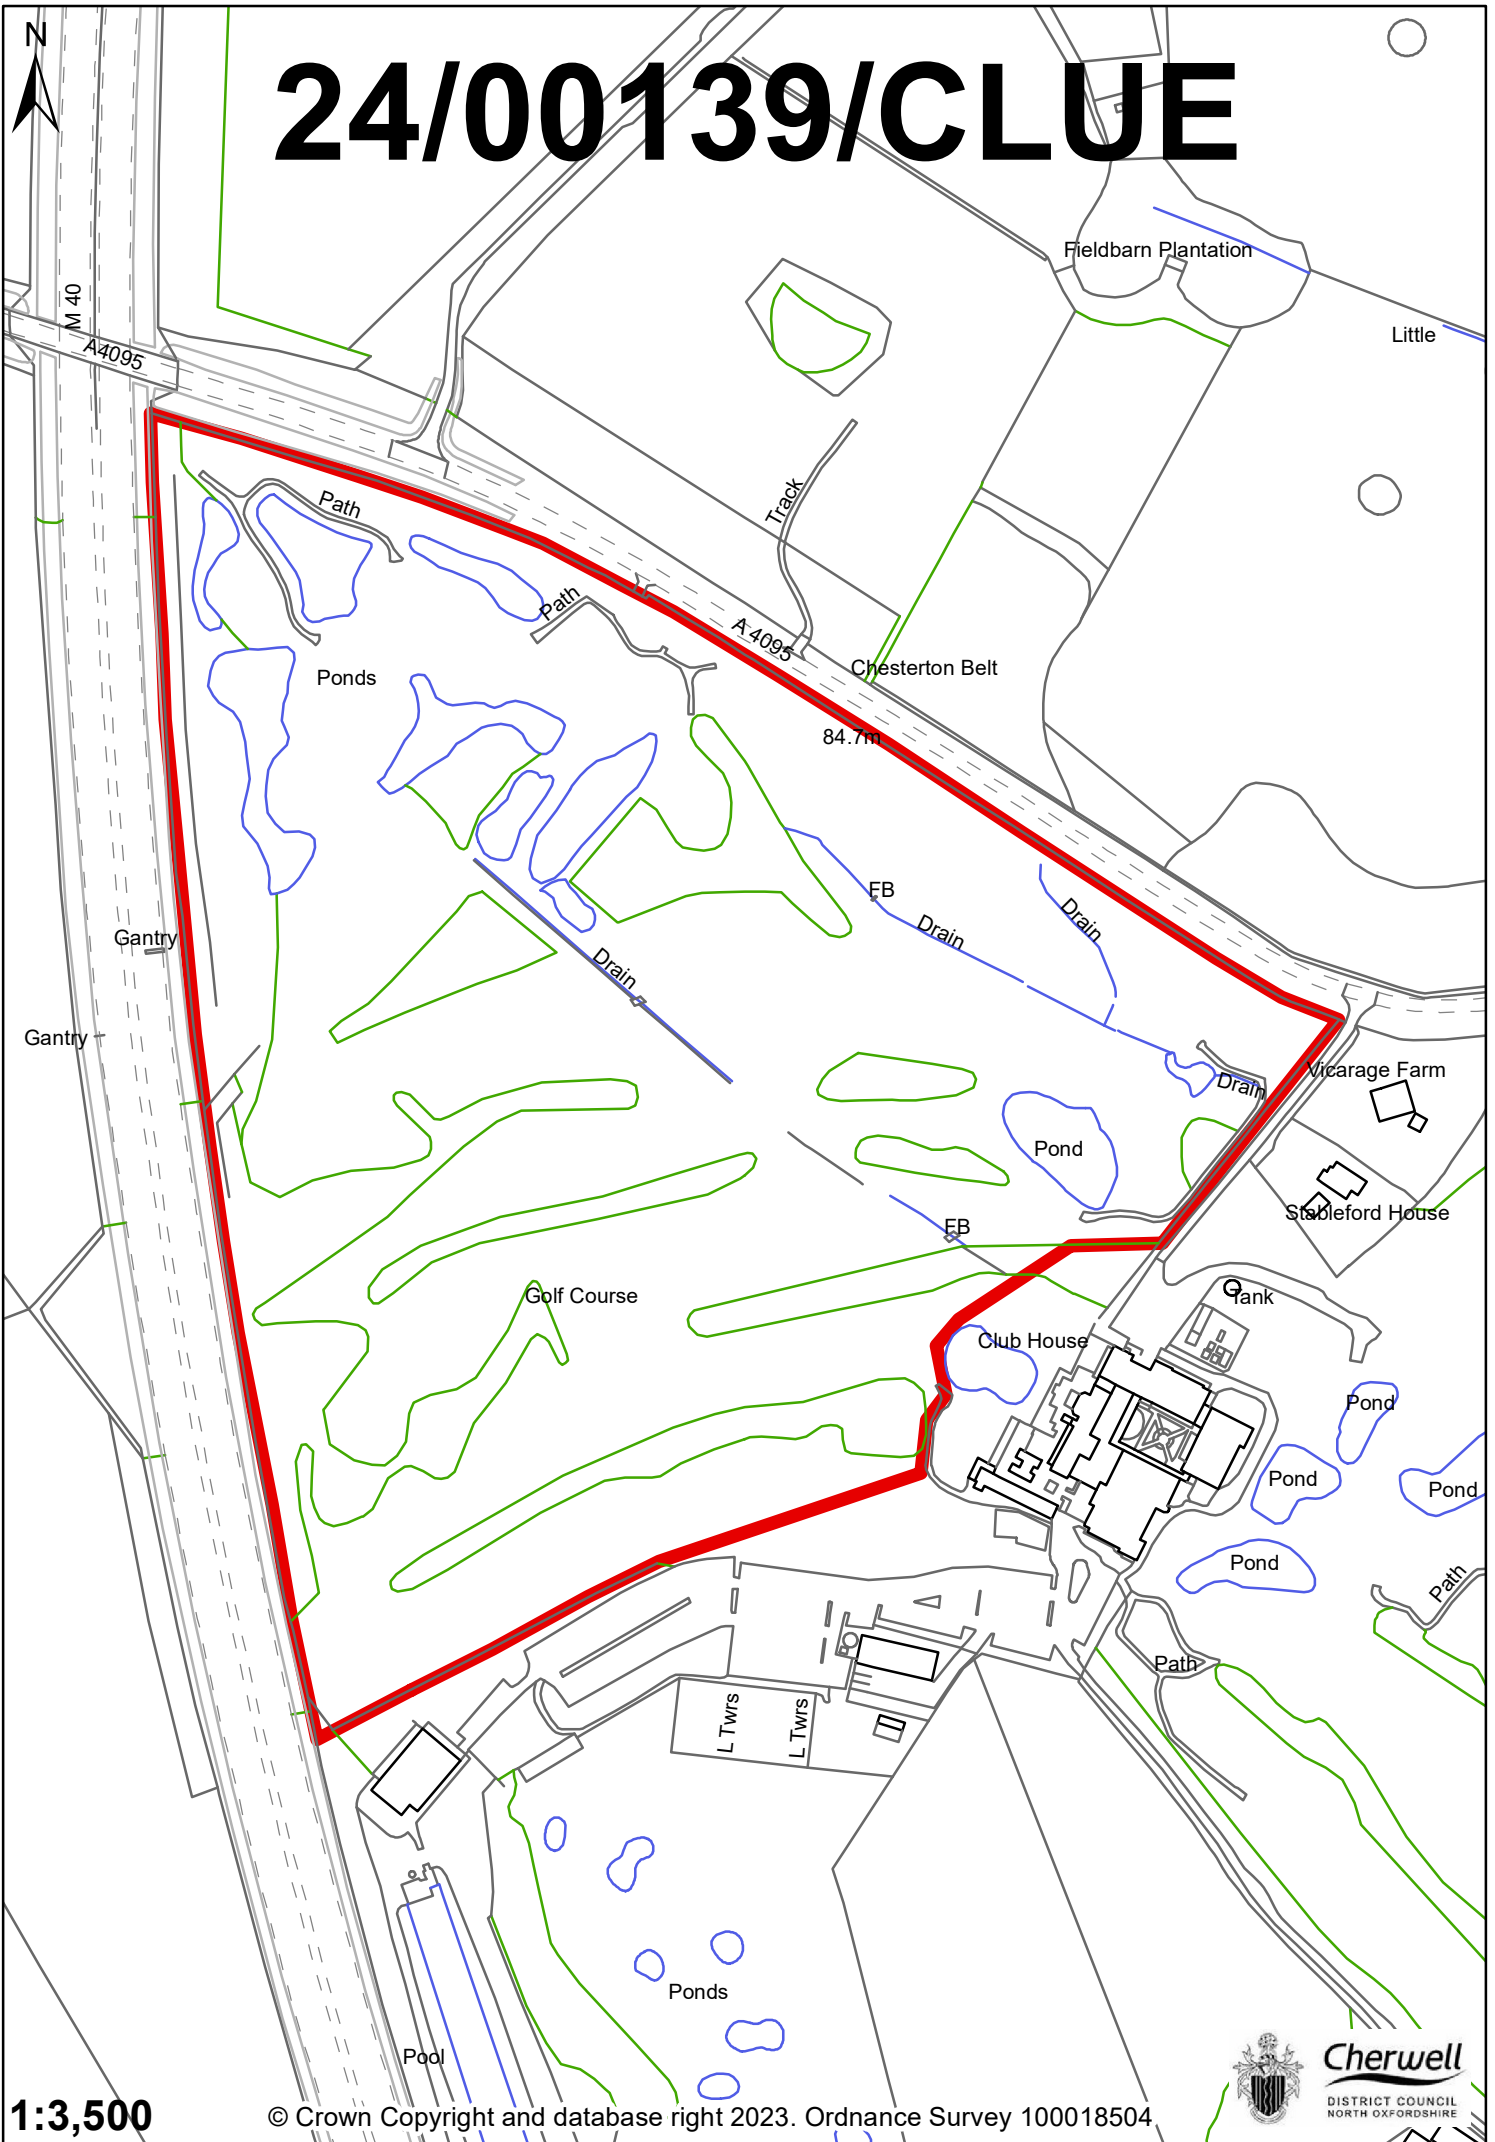 N
24/00139/CLUE
Fieldbarn Plantation
Little
M 40
A4095
Path
Track
Path
A 4095
Chesterton Belt
Ponds
84.7m
FB
Drain
Drain
Gantry
Drain
Gantry
Vicarage Farm
Drain
Pond
Stableford House
FB
Golf Course
Tank
Club House
Pond
Pond
Pond
Pond
Path
Path
L Twrs
L Twrs
Ponds
Pool
Cherwell
DISTRICT COUNCIL
NORTH OXFORDSHIRE
1:3,500
© Crown Copyright and database right 2023. Ordnance Survey 100018504